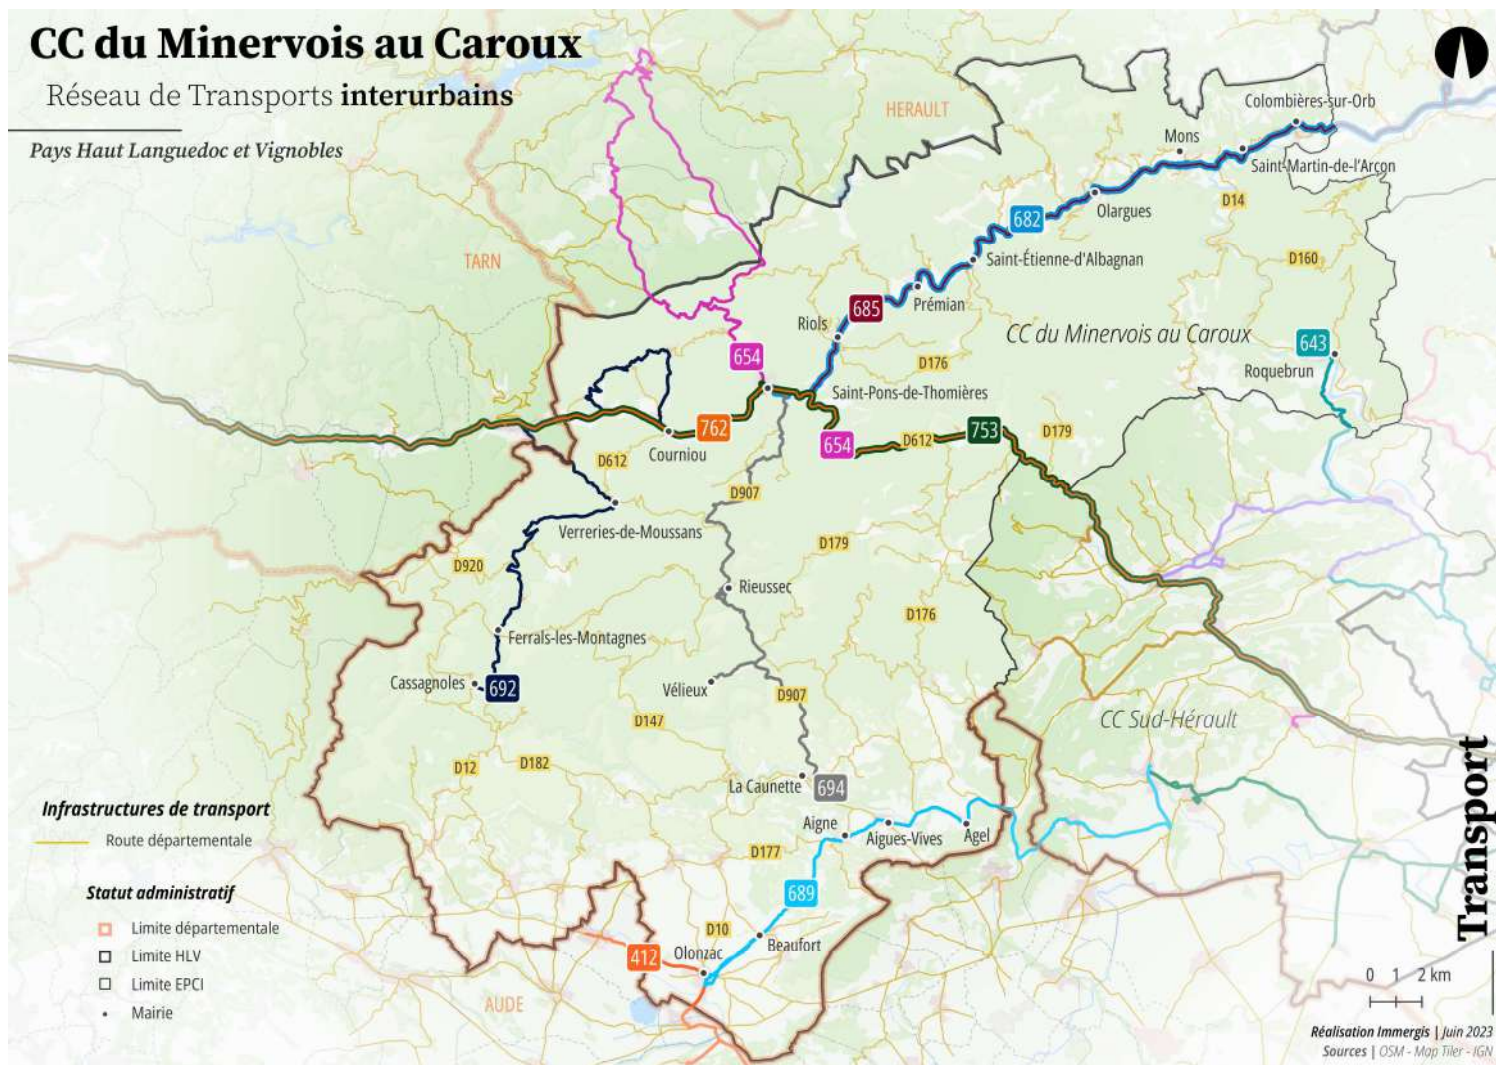 CC du Minervois au Caroux
Réseau de Transports interurbains
Pays Haut Languedoc et Vignobles
HERAULT
Colombières-sur-Orb
Mons
Saint-Martin-de-l'Arçon
D14
Olargues
682
TARN
Saint-Étienne-d'Albagnan
D160
Prémian
685
Riols
CC du Minervois au Caroux
643
Roquebrun
654
D176
Saint-Pons-de-Thomières
762
Courniou
654
D612
753
D179
D612
D907
Verreries-de-Moussans
D179
D920
Rieussec
D176
Ferrals-les-Montagnes
Cassagnoles
692
Vélieux
D907
D147
CC Sud-Hérault
D12
D182
La Caunette
694
Aigne
Aigues-Vives
Agel
D177
689
D10
Beaufort
412
Olonzac
AUDE
Infrastructures de transport
Route départementale
Statut administratif
Limite départementale
Limite HLV
Limite EPCI
Mairie
Transport
0 1 2 km
Réalisation Immergis | Juin 2023
Sources | OSM - Map Tiler - IGN